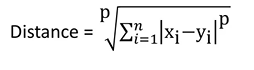 Distance = ᵖ√(∑ⁿᵢ₌₁|xᵢ−yᵢ|ᵖ)